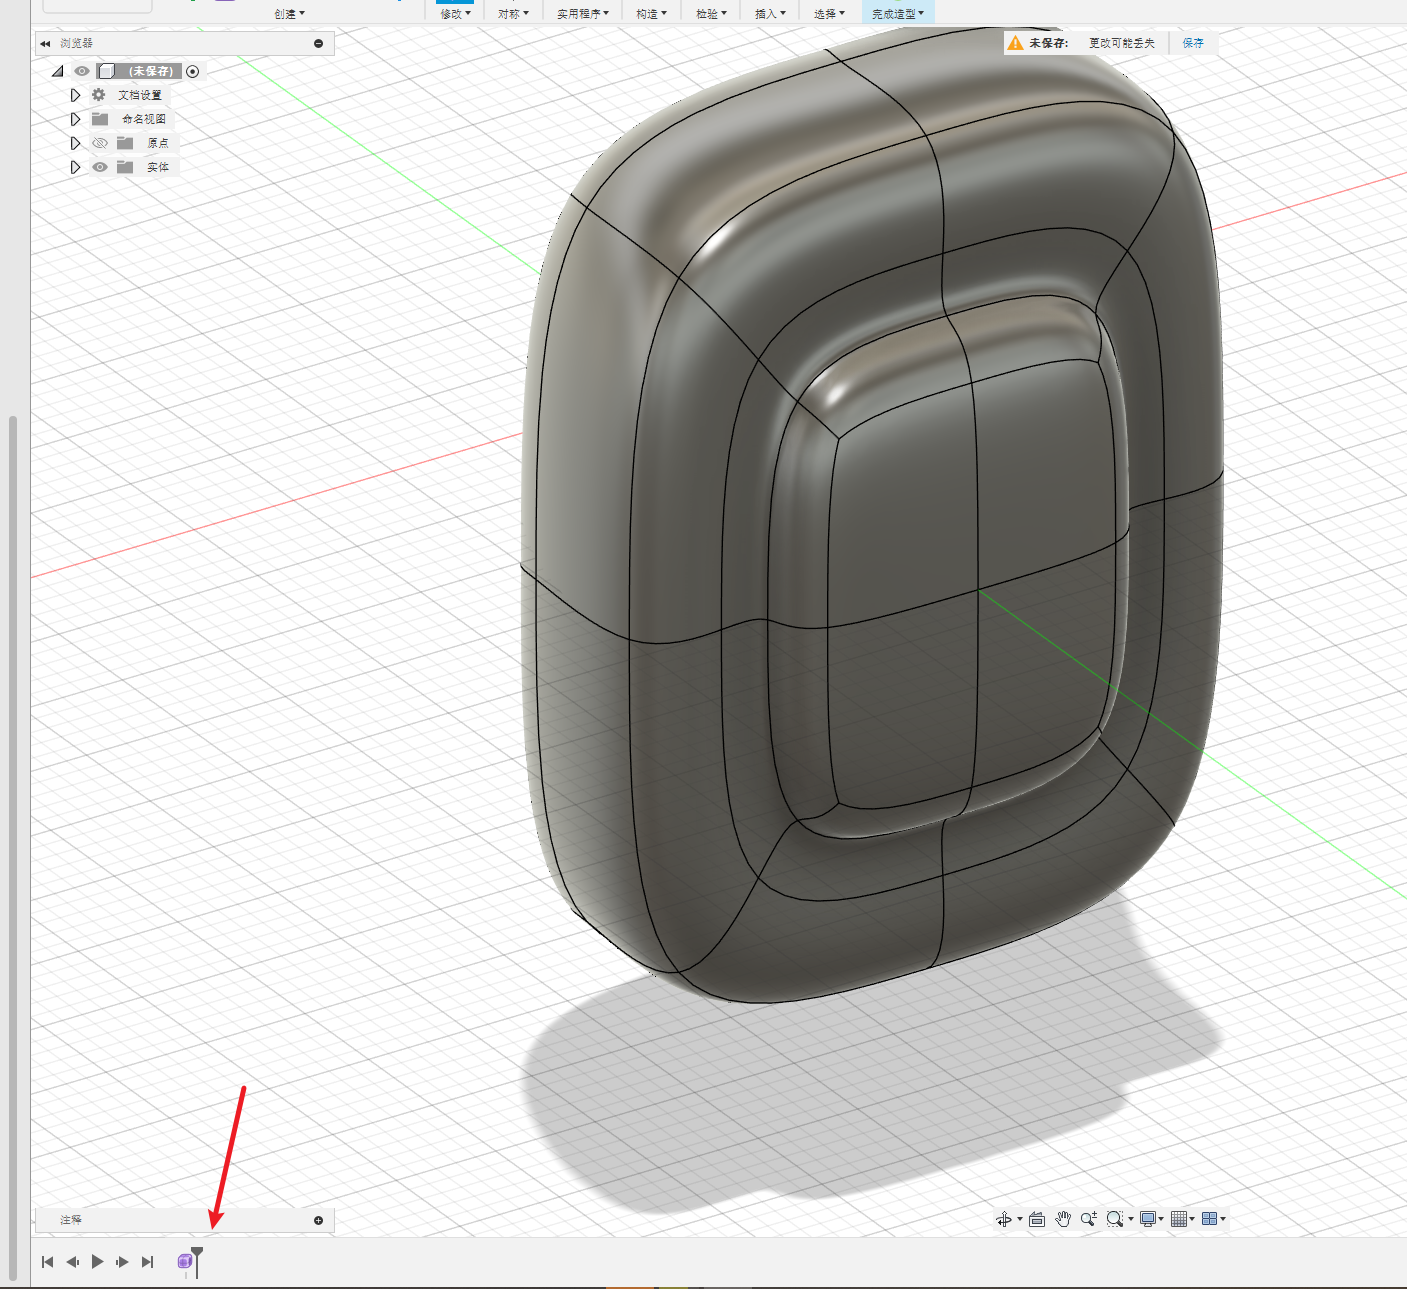 创建 修改 对称 实用程序 构造 检验 插入 选择 完成造型
浏览器
未保存: 更改可能丢失 保存
(未保存)
文档设置
命名视图
原点
实体
注释